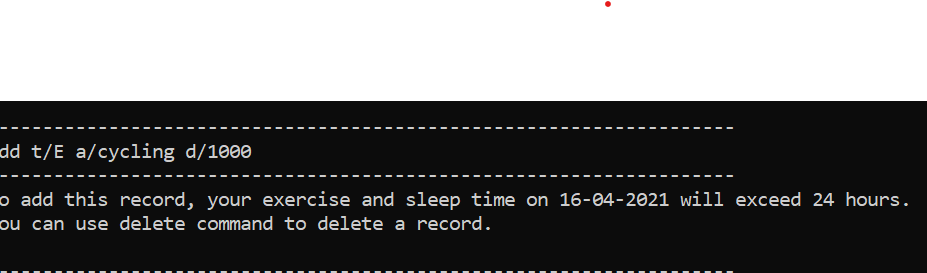 --------------------------------------------------------------------
dd t/E a/cycling d/1000
--------------------------------------------------------------------
o add this record, your exercise and sleep time on 16-04-2021 will exceed 24 hours.
ou can use delete command to delete a record.
--------------------------------------------------------------------